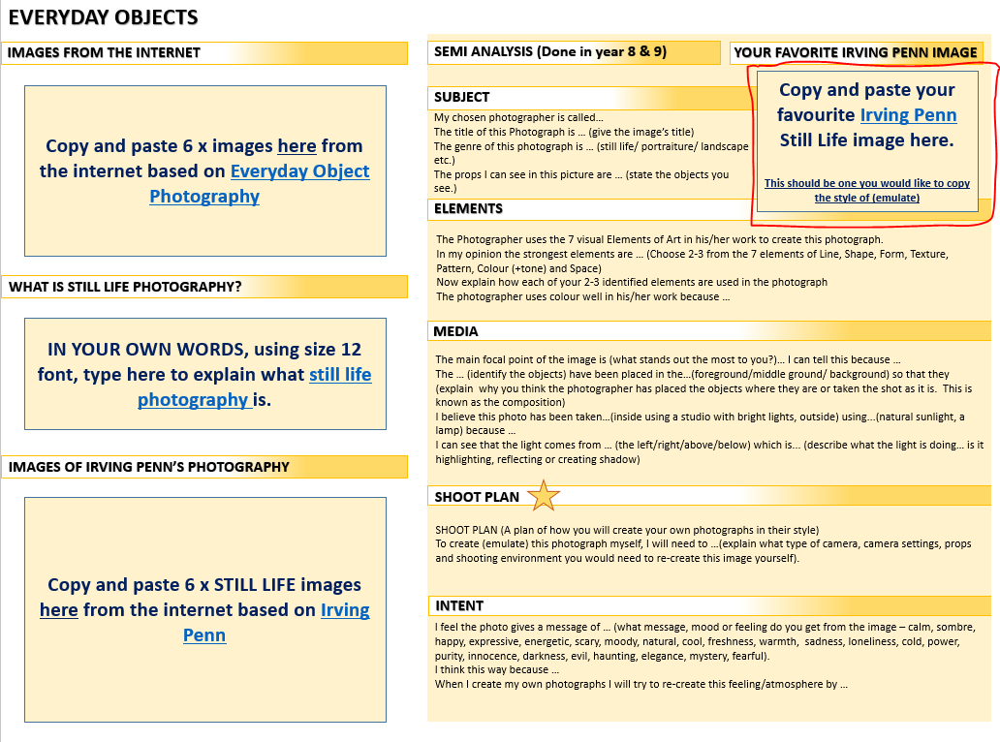 EVERYDAY OBJECTS
IMAGES FROM THE INTERNET
Copy and paste 6 x images here from
the internet based on Everyday Object
Photography
WHAT IS STILL LIFE PHOTOGRAPHY?
IN YOUR OWN WORDS, using size 12
font, type here to explain what still life
photography is.
IMAGES OF IRVING PENN'S PHOTOGRAPHY
Copy and paste 6 x STILL LIFE images
here from the internet based on Irving
Penn
SEMI ANALYSIS (Done in year 8 & 9)
YOUR FAVORITE IRVING PENN IMAGE
Copy and paste your
favourite Irving Penn
Still Life image here.
This should be one you would like to copy
the style of (emulate)
SUBJECT
My chosen photographer is called…
The title of this Photograph is … (give the image's title)
The genre of this photograph is … (still life/ portraiture/ landscape
etc.)
The props I can see in this picture are … (state the objects you
see.)
ELEMENTS
The Photographer uses the 7 visual Elements of Art in his/her work to create this photograph.
In my opinion the strongest elements are … (Choose 2-3 from the 7 elements of Line, Shape, Form, Texture,
Pattern, Colour (+tone) and Space)
Now explain how each of your 2-3 identified elements are used in the photograph
The photographer uses colour well in his/her work because …
MEDIA
The main focal point of the image is (what stands out the most to you?)… I can tell this because …
The … (identify the objects) have been placed in the…(foreground/middle ground/ background) so that they
(explain why you think the photographer has placed the objects where they are or taken the shot as it is. This is
known as the composition)
I believe this photo has been taken…(inside using a studio with bright lights, outside) using…(natural sunlight, a
lamp) because …
I can see that the light comes from … (the left/right/above/below) which is... (describe what the light is doing… is it
highlighting, reflecting or creating shadow)
SHOOT PLAN
SHOOT PLAN (A plan of how you will create your own photographs in their style)
To create (emulate) this photograph myself, I will need to …(explain what type of camera, camera settings, props
and shooting environment you would need to re-create this image yourself).
INTENT
I feel the photo gives a message of … (what message, mood or feeling do you get from the image – calm, sombre,
happy, expressive, energetic, scary, moody, natural, cool, freshness, warmth, sadness, loneliness, cold, power,
purity, innocence, darkness, evil, haunting, elegance, mystery, fearful).
I think this way because …
When I create my own photographs I will try to re-create this feeling/atmosphere by …